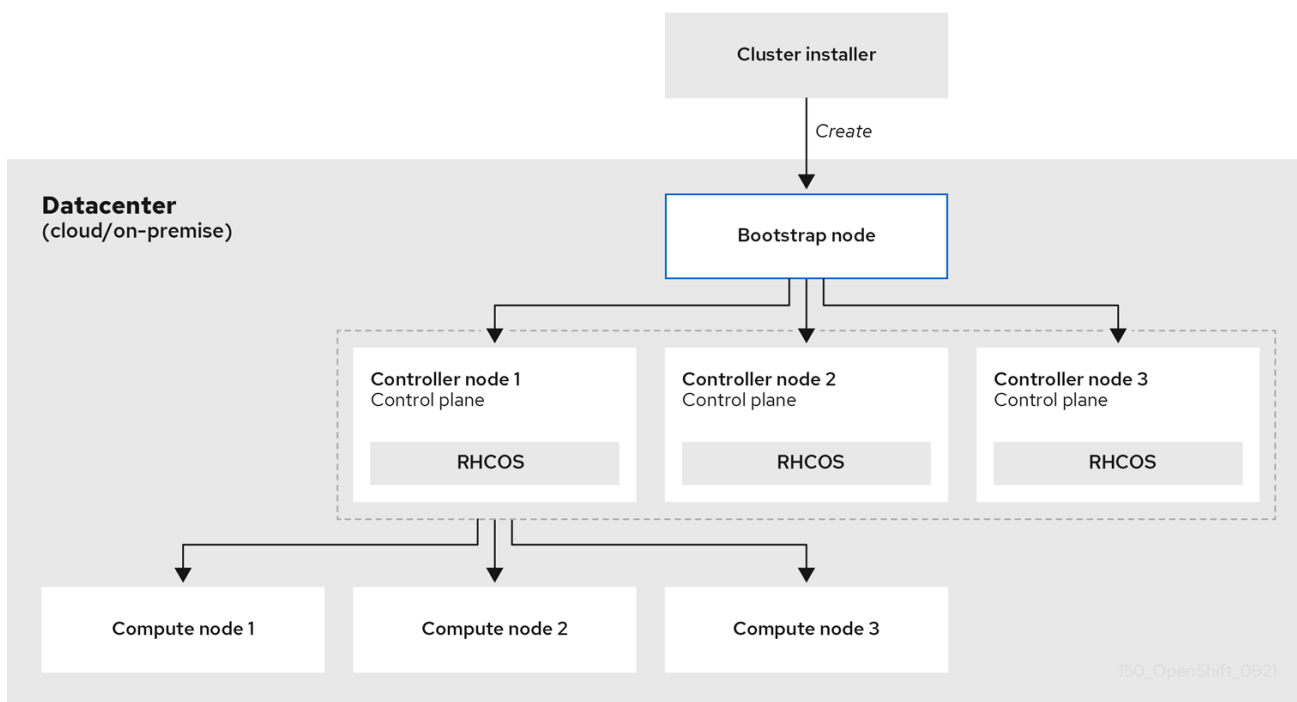 Cluster installer
Create
Datacenter
(cloud/on-premise)
Bootstrap node
Controller node 1
Control plane
RHCOS
Controller node 2
Control plane
RHCOS
Controller node 3
Control plane
RHCOS
Compute node 1
Compute node 2
Compute node 3
150_OpenShift_0921